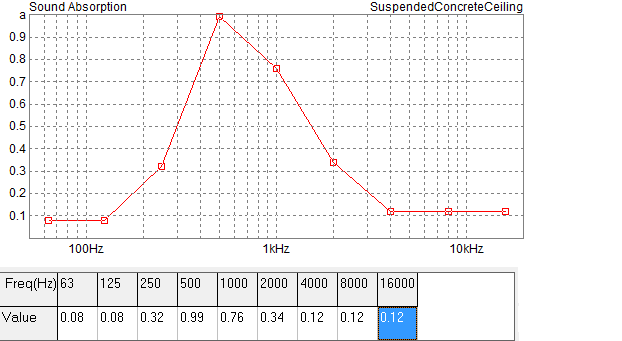 Sound Absorption SuspendedConcreteCeiling
a
0.9
0.8
0.7
0.6
0.5
0.4
0.3
0.2
0.1
100Hz 1kHz 10kHz
Freq(Hz) 63 125 250 500 1000 2000 4000 8000 16000
Value 0.08 0.08 0.32 0.99 0.76 0.34 0.12 0.12 0.12